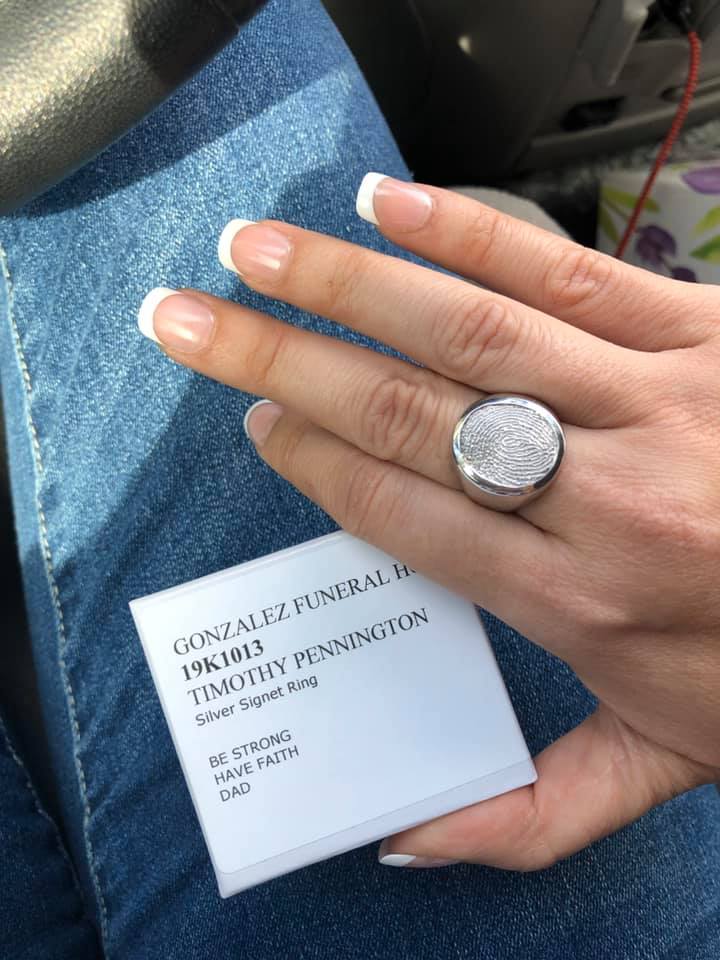 GONZALEZ FUNERAL
19K1013
TIMOTHY PENNINGTON
Silver Signet Ring
BE STRONG
HAVE FAITH
DAD